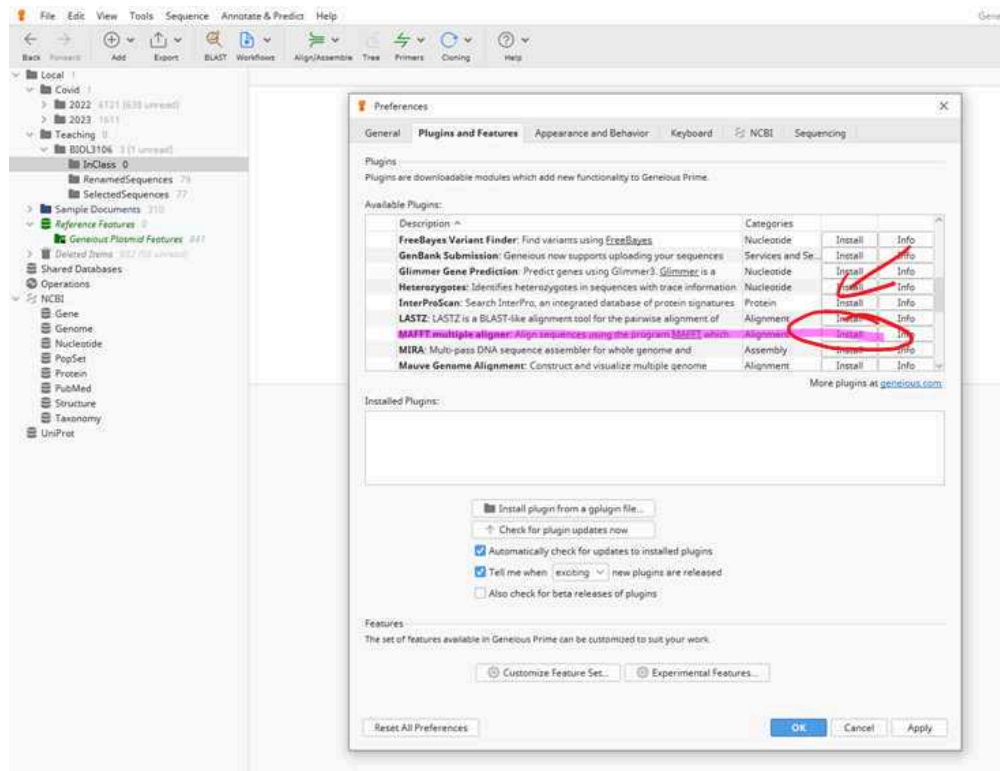 File Edit View Tools Sequence Annotate & Predict Help
Back Forward Add Export BLAST Workflows Align/Assemble Tree Primers Cloning Help
Local
Covid
2022 (638 unread)
2023 1611
Teaching 0
BIOL3106 3 (1 unread)
InClass 0
RenamedSequences 79
SelectedSequences 77
Sample Documents 310
Reference Features 0
Geneious Plasmid Features 841
Deleted Items
Shared Databases
Operations
NCBI
Gene
Genome
Nucleotide
PopSet
Protein
PubMed
Structure
Taxonomy
UniProt
Preferences
General Plugins and Features Appearance and Behavior Keyboard NCBI Sequencing
Plugins
Plugins are downloadable modules which add new functionality to Geneious Prime.
Available Plugins:
Description Categories
FreeBayes Variant Finder: Find variants using FreeBayes Nucleotide Install Info
GenBank Submission: Geneious now supports uploading your sequences Services and Se... Install Info
Glimmer Gene Prediction: Predict genes using Glimmer3. Glimmer is a Nucleotide Install Info
Heterozygotes: Identifies heterozygotes in sequences with trace information Nucleotide Install Info
InterProScan: Search InterPro, an integrated database of protein signatures Protein Install Info
LASTZ: LASTZ is a BLAST-like alignment tool for the pairwise alignment of Alignment Install Info
MAFFT multiple aligner: Align sequences using the program MAFFT which Alignment Install Info
MIRA: Multi-pass DNA sequence assembler for whole genome and Assembly Install Info
Mauve Genome Alignment: Construct and visualize multiple genome Alignment Install Info
More plugins at geneious.com
Installed Plugins:
Install plugin from a gplugin file...
Check for plugin updates now
Automatically check for updates to installed plugins
Tell me when exciting new plugins are released
Also check for beta releases of plugins
Features
The set of features available in Geneious Prime can be customized to suit your work.
Customize Feature Set... Experimental Features...
Reset All Preferences OK Cancel Apply